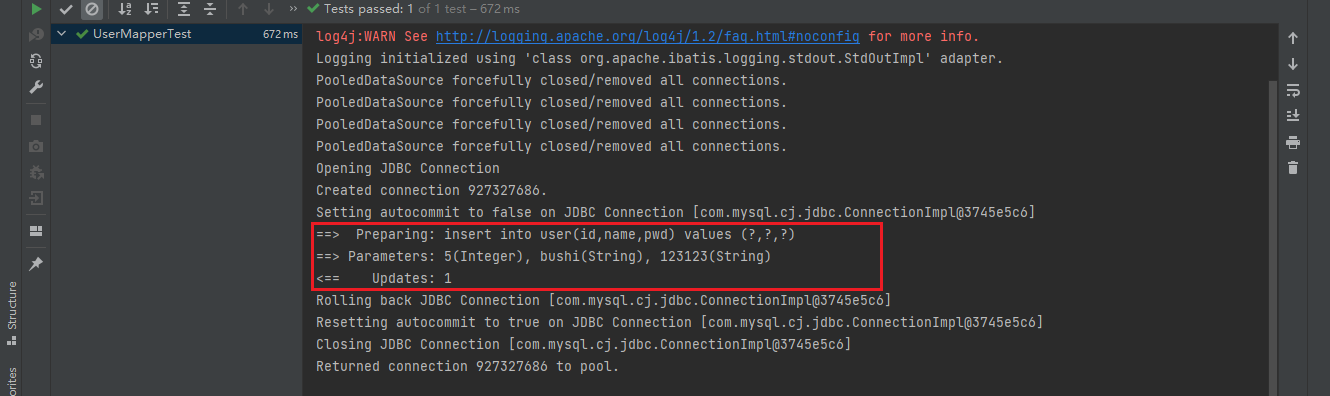 » Tests passed: 1 of 1 test – 672 ms
UserMapperTest 672 ms
log4j:WARN See http://logging.apache.org/log4j/1.2/faq.html#noconfig for more info.
Logging initialized using 'class org.apache.ibatis.logging.stdout.StdOutImpl' adapter.
PooledDataSource forcefully closed/removed all connections.
PooledDataSource forcefully closed/removed all connections.
PooledDataSource forcefully closed/removed all connections.
PooledDataSource forcefully closed/removed all connections.
Opening JDBC Connection
Created connection 927327686.
Setting autocommit to false on JDBC Connection [com.mysql.cj.jdbc.ConnectionImpl@3745e5c6]
==>  Preparing: insert into user(id,name,pwd) values (?,?,?)
==> Parameters: 5(Integer), bushi(String), 123123(String)
<==    Updates: 1
Rolling back JDBC Connection [com.mysql.cj.jdbc.ConnectionImpl@3745e5c6]
Resetting autocommit to true on JDBC Connection [com.mysql.cj.jdbc.ConnectionImpl@3745e5c6]
Closing JDBC Connection [com.mysql.cj.jdbc.ConnectionImpl@3745e5c6]
Returned connection 927327686 to pool.
Structure